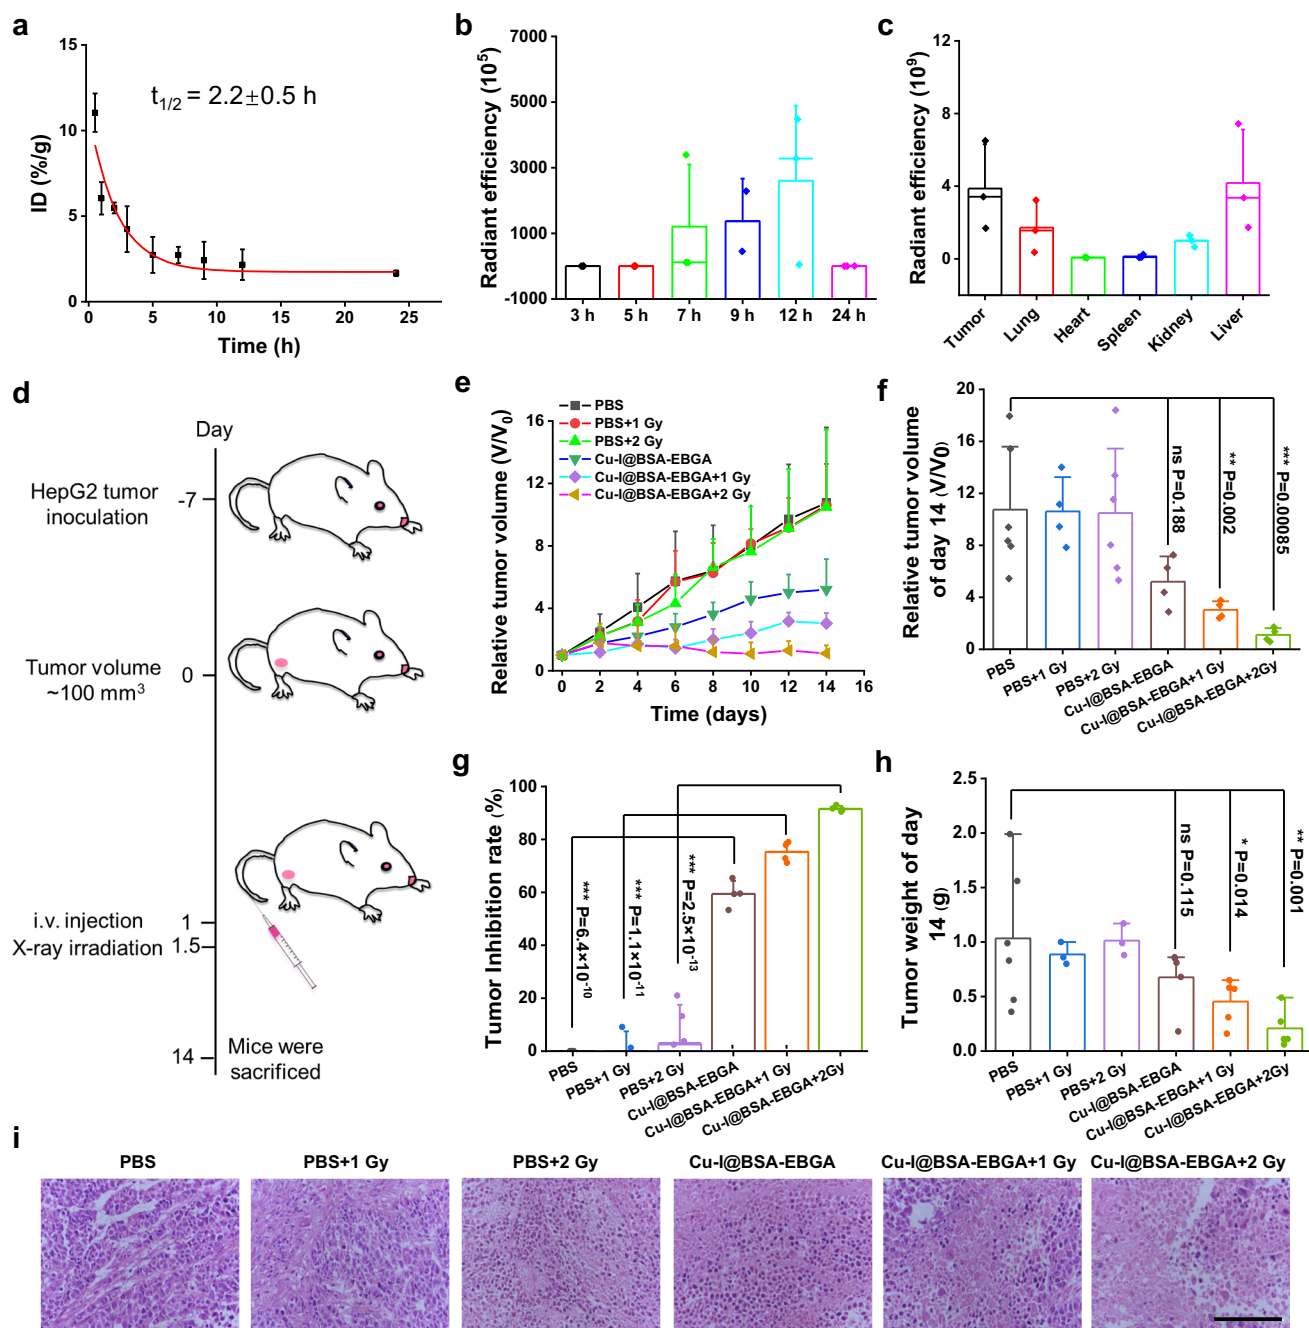 a
15
10
5
0
ID (%/g)
t1/2 = 2.2±0.5 h
0 5 10 15 20 25
Time (h)
b
7000
5000
3000
1000
-1000
Radiant efficiency (10^5)
3 h 5 h 7 h 9 h 12 h 24 h
c
12
8
4
0
Radiant efficiency (10^9)
Tumor
Lung
Heart
Spleen
Kidney
Liver
d
Day
HepG2 tumor
inoculation
-7
Tumor volume
~100 mm3
0
i.v. injection
1
X-ray irradiation
1.5
14
Mice were
sacrificed
e
PBS
PBS+1 Gy
PBS+2 Gy
Cu-I@BSA-EBGA
Cu-I@BSA-EBGA+1 Gy
Cu-I@BSA-EBGA+2 Gy
16
12
8
4
0
Relative tumor volume (V/V0)
0 2 4 6 8 10 12 14 16
Time (days)
f
20
16
12
8
4
0
Relative tumor volume
of day 14 (V/V0)
ns P=0.188
** P=0.002
*** P=0.00085
PBS
PBS+1 Gy
PBS+2 Gy
Cu-I@BSA-EBGA
Cu-I@BSA-EBGA+1 Gy
Cu-I@BSA-EBGA+2Gy
g
100
80
60
40
20
0
Tumor Inhibition rate (%)
*** P=6.4×10-10
*** P=1.1×10-11
*** P=2.5×10-13
PBS
PBS+1 Gy
PBS+2 Gy
Cu-I@BSA-EBGA
Cu-I@BSA-EBGA+1 Gy
Cu-I@BSA-EBGA+2Gy
h
2.5
2.0
1.5
1.0
0.5
0.0
Tumor weight of day
14 (g)
ns P=0.115
* P=0.014
** P=0.001
PBS
PBS+1 Gy
PBS+2 Gy
Cu-I@BSA-EBGA
Cu-I@BSA-EBGA+1 Gy
Cu-I@BSA-EBGA+2Gy
i
PBS
PBS+1 Gy
PBS+2 Gy
Cu-I@BSA-EBGA
Cu-I@BSA-EBGA+1 Gy
Cu-I@BSA-EBGA+2 Gy